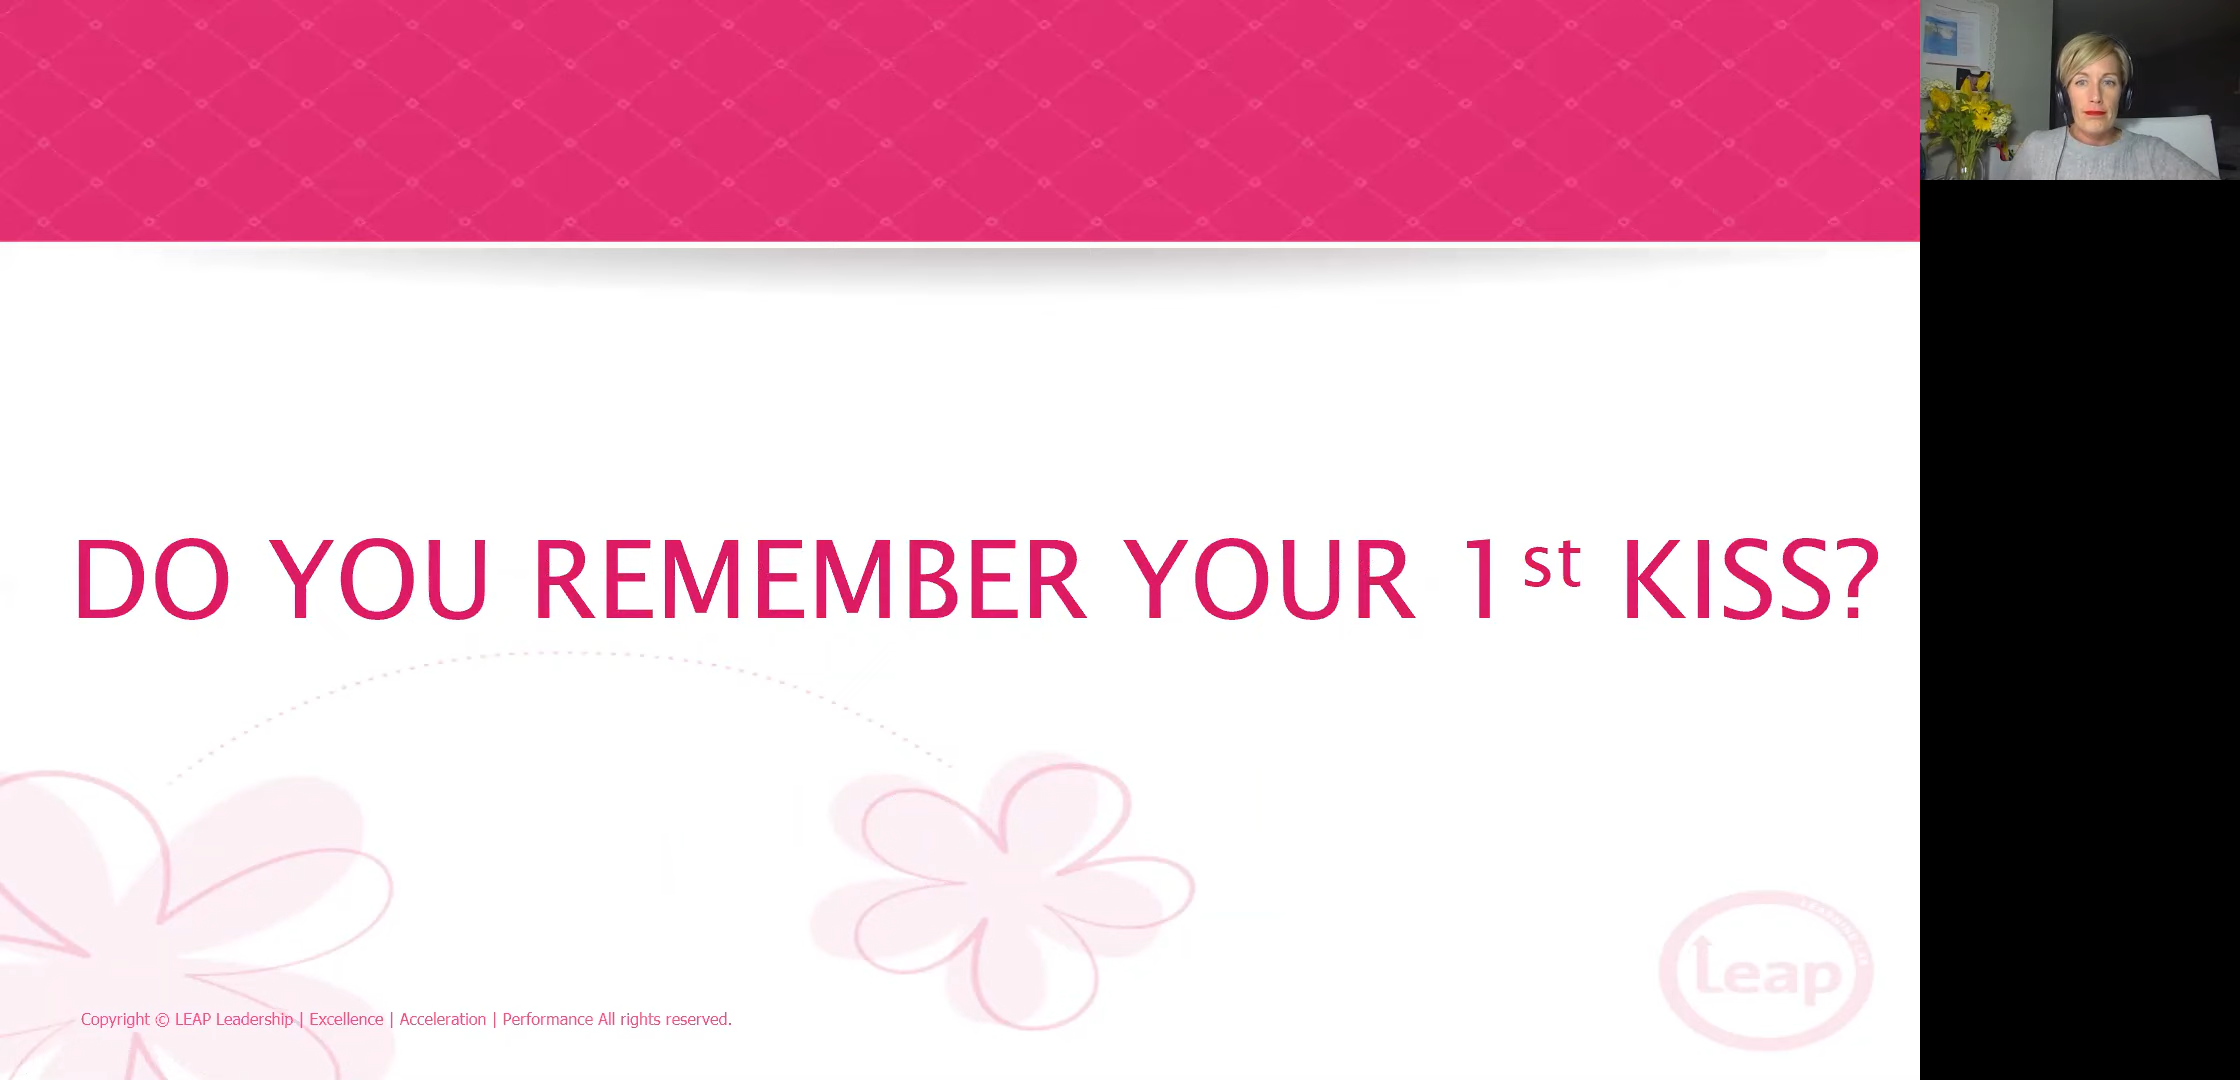 DO YOU REMEMBER YOUR 1st KISS?
Leap
Copyright © LEAP Leadership | Excellence | Acceleration | Performance All rights reserved.